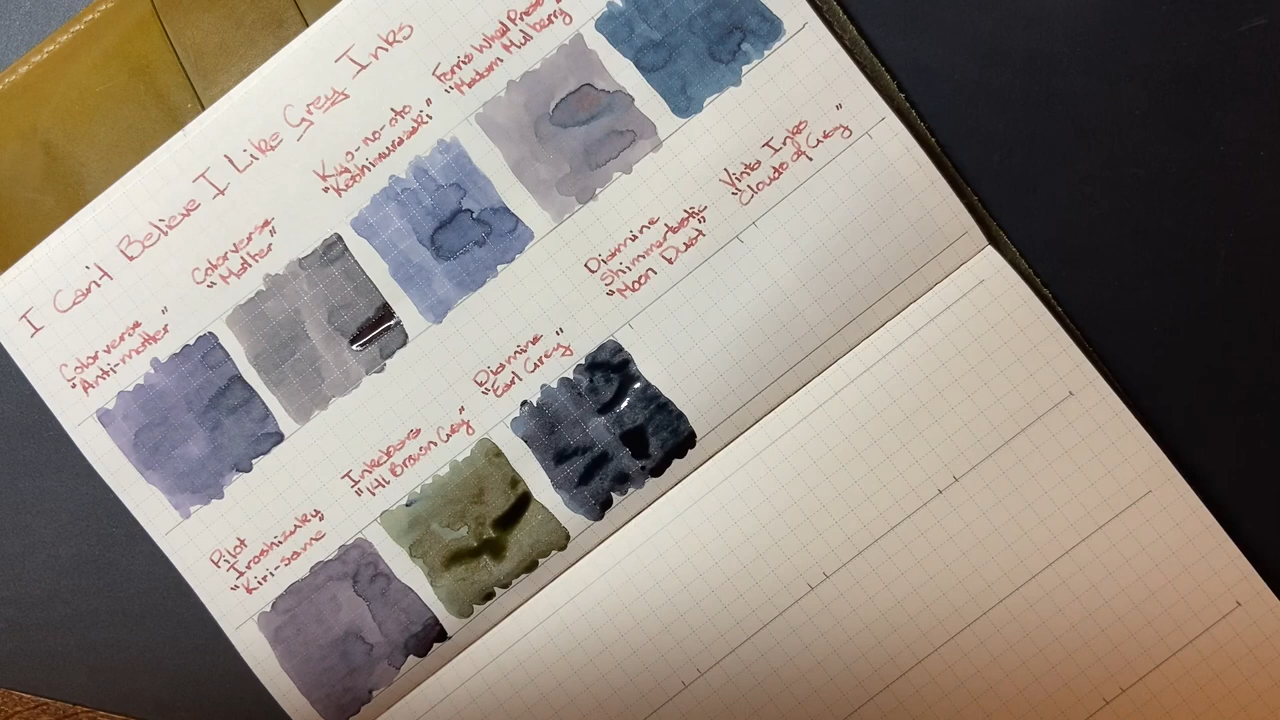 I Can't Believe I Like Grey Inks
Colorverse
"Anti-matter"
Colorverse
"Matter"
Kyo-no-oto
"Keshimurasaki"
Ferris Wheel Press
"Modern Mulberry"
Pilot
Iroshizuku
"Kiri-same"
Inkebara
"141 Brown Grey"
Diamine
"Earl Grey"
Diamine
Shimmertastic
"Moon Dust"
Vinta Inks
"Clouds of Grey"